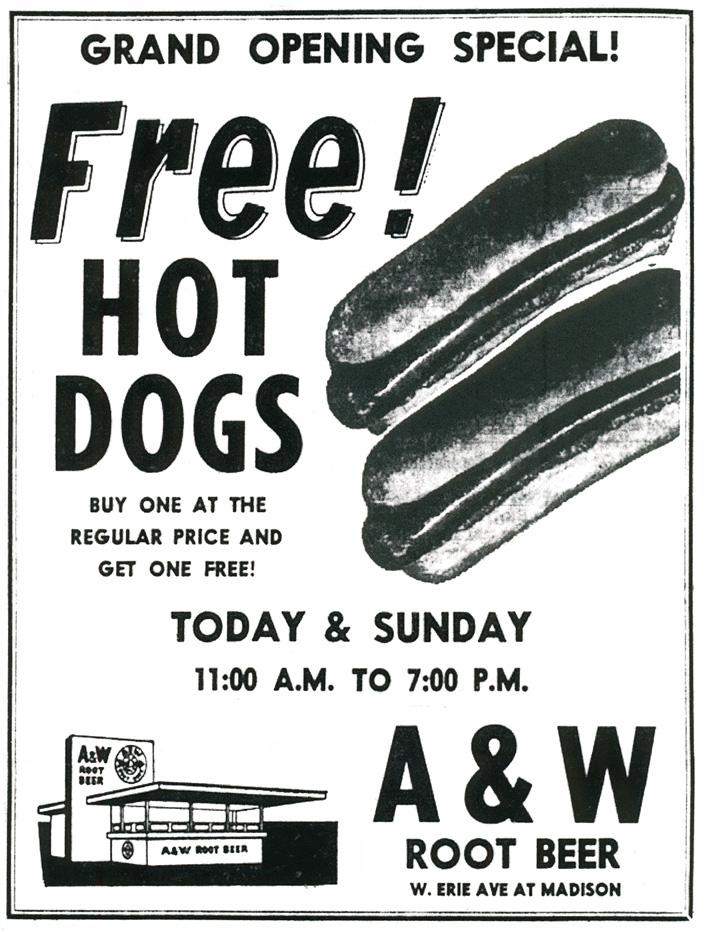 GRAND OPENING SPECIAL!
Free!
HOT
DOGS
BUY ONE AT THE
REGULAR PRICE AND
GET ONE FREE!
TODAY & SUNDAY
11:00 A.M. TO 7:00 P.M.
A&W
ROOT
BEER
A&W ROOT BEER
A & W
ROOT BEER
W. ERIE AVE AT MADISON